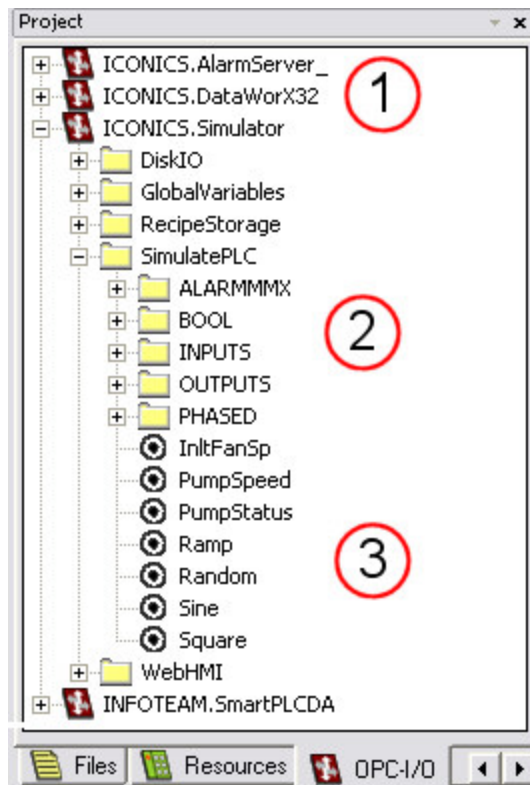 Project
ICONICS.AlarmServer_
ICONICS.DataWorX32
1
ICONICS.Simulator
DiskIO
GlobalVariables
RecipeStorage
SimulatePLC
ALARMMMX
BOOL
2
INPUTS
OUTPUTS
PHASED
InltFanSp
PumpSpeed
PumpStatus
Ramp
3
Random
Sine
Square
WebHMI
INFOTEAM.SmartPLCDA
Files Resources OPC-I/O